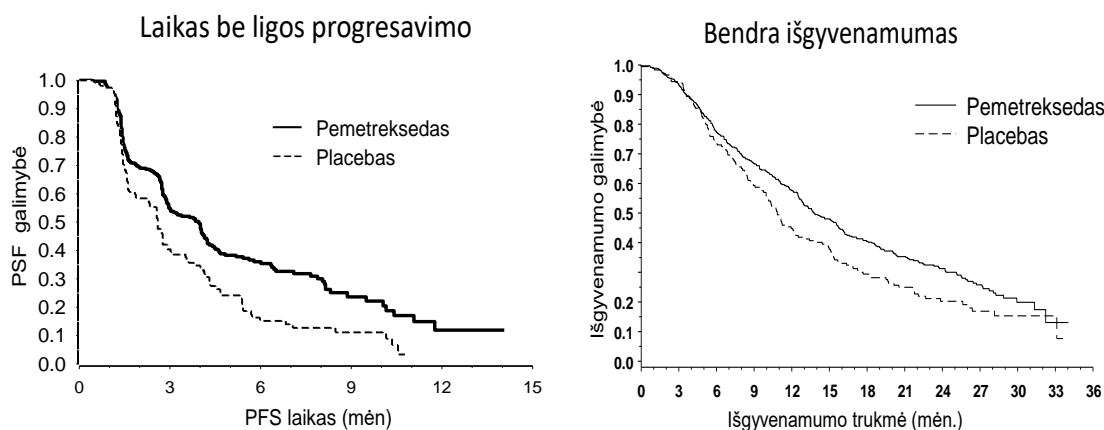 Laikas be ligos progresavimo
PSF galimybė
1.0
0.9
0.8
0.7
0.6
0.5
0.4
0.3
0.2
0.1
0.0
Pemetreksedas
Placebas
0 3 6 9 12 15
PFS laikas (mėn)
Bendra išgyvenamumas
Išgyvenamumo galimybė
1.0
0.9
0.8
0.7
0.6
0.5
0.4
0.2
0.1
0.0
Pemetreksedas
Placebas
0 3 6 9 12 15 18 21 24 27 30 33 36
Išgyvenamumo trukmė (mėn.)